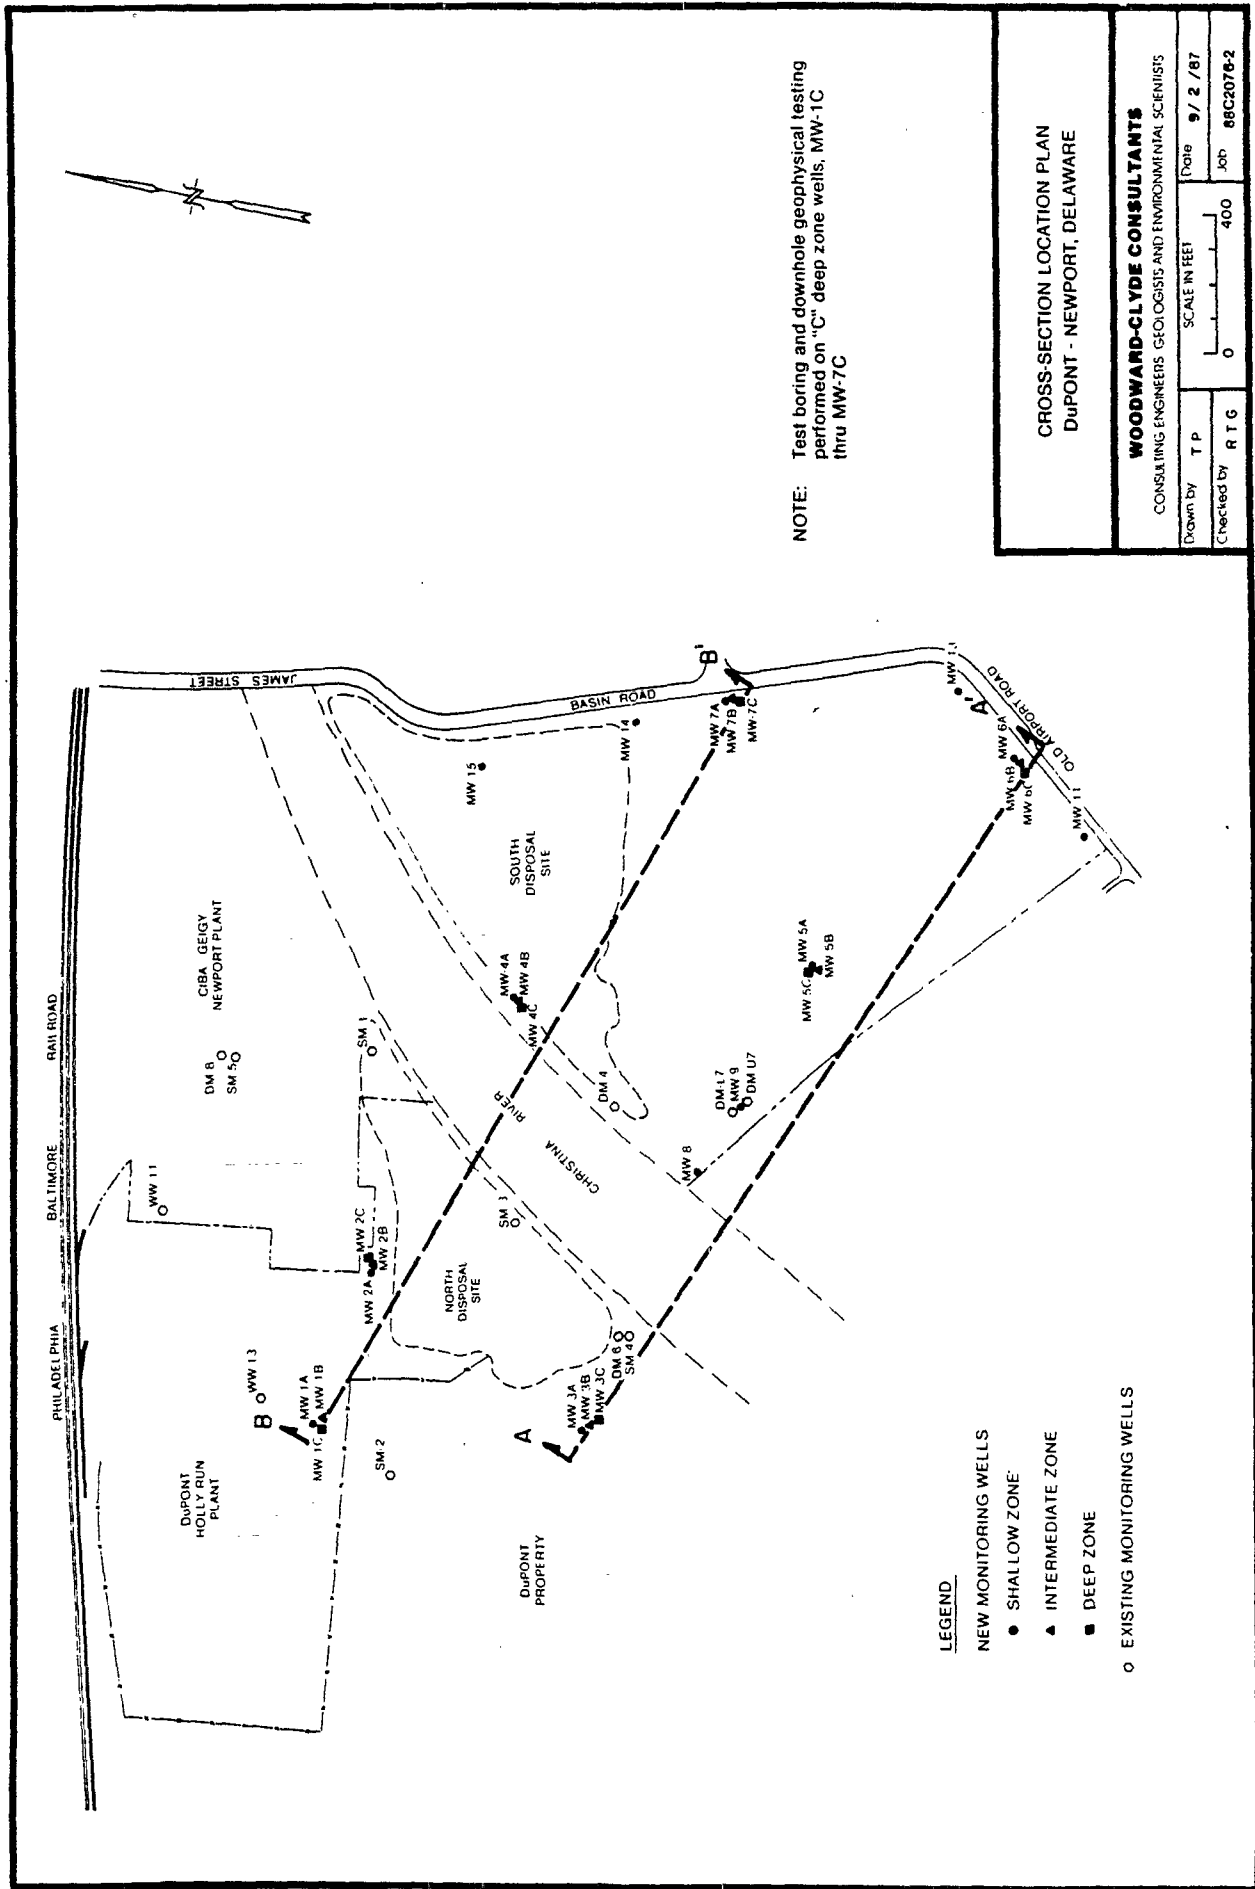 PHILADELPHIA
BALTIMORE
RAILROAD
DuPONT
HOLLY RUN
PLANT
WW 13
B
MW 1A
MW 1B
MW 1C
SM-2
WW 11
DM 8
SM 5
CIBA GEIGY
NEWPORT PLANT
JAMES STREET
SM 1
MW 2A
MW 2C
MW 2B
NORTH
DISPOSAL
SITE
SM 3
A
MW 3A
MW 3B
MW 3C
DM 6
SM 4
DuPONT
PROPERTY
CHRISTINA
RIVER
MW-4A
MW 4B
MW 4C
DM 4
SOUTH
DISPOSAL
SITE
MW 15
MW 14
BASIN ROAD
B'
MW 7A
MW 7B
MW-7C
MW 8
DM-L7
MW 9
DM U7
MW 5C
MW 5A
MW 5B
MW 6A
MW 6B
MW 6C
A'
MW 11
OLD AIRPORT ROAD
NOTE: Test boring and downhole geophysical testing
performed on "C" deep zone wells, MW-1C
thru MW-7C
LEGEND
NEW MONITORING WELLS
SHALLOW ZONE
INTERMEDIATE ZONE
DEEP ZONE
EXISTING MONITORING WELLS
CROSS-SECTION LOCATION PLAN
DuPONT - NEWPORT, DELAWARE
WOODWARD-CLYDE CONSULTANTS
CONSULTING ENGINEERS GEOLOGISTS AND ENVIRONMENTAL SCIENTISTS
Drawn by T P
SCALE IN FEET
0 400
Date 9/ 2 /87
Checked by R T G
Job 88C2076-2